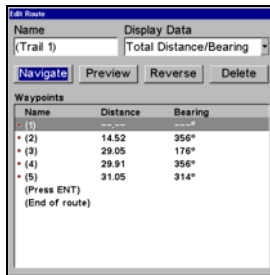 Edit Route
Name Display Data
(Trail 1) Total Distance/Bearing
Navigate Preview Reverse Delete
Waypoints
Name Distance Bearing
(1) --.-- ---°
(2) 14.52 356°
(3) 29.05 176°
(4) 29.91 356°
(5) 31.05 314°
(Press ENT)
(End of route)